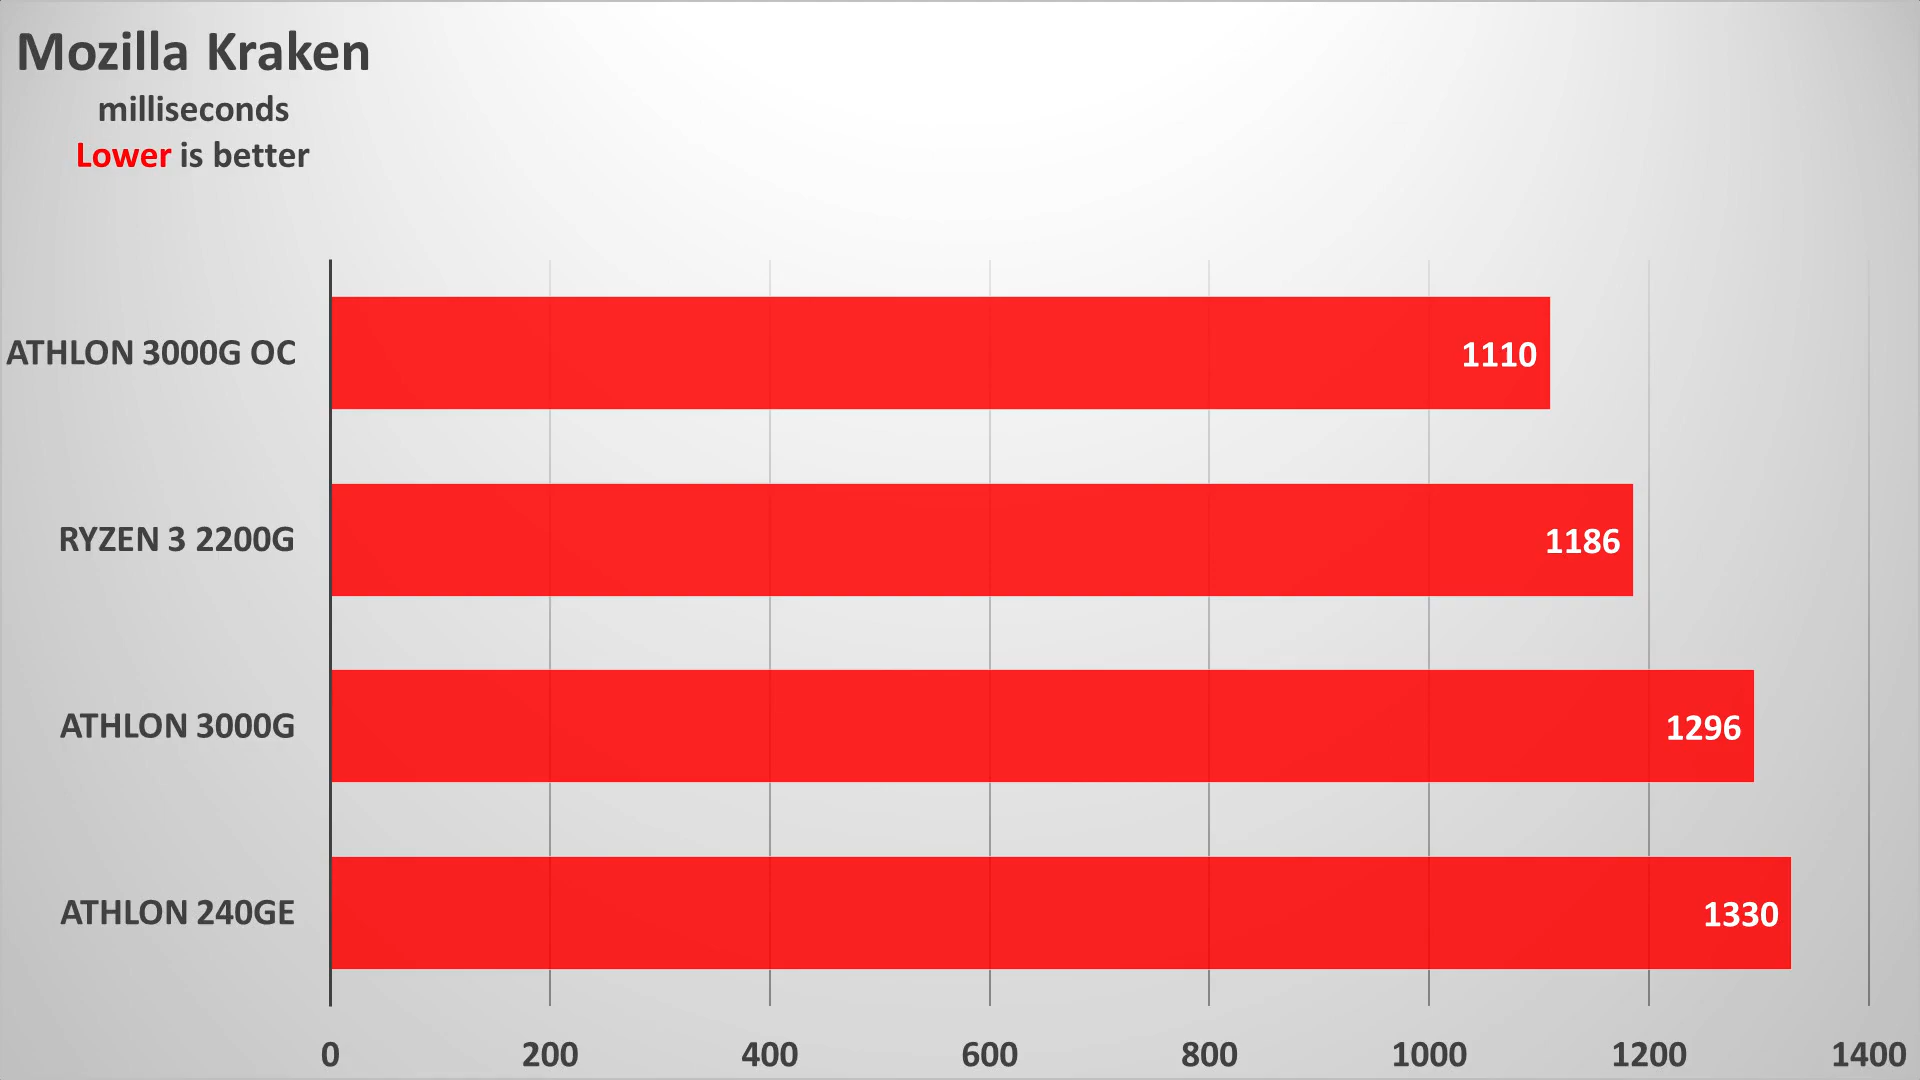 Mozilla Kraken
milliseconds
Lower is better
ATHLON 3000G OC
1110
RYZEN 3 2200G
1186
ATHLON 3000G
1296
ATHLON 240GE
1330
0 200 400 600 800 1000 1200 1400